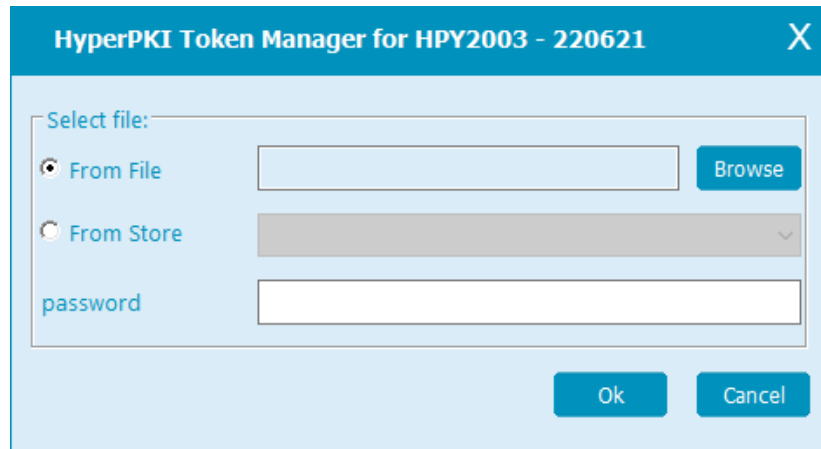 HyperPKI Token Manager for HPY2003 - 220621 X
Select file:
From File Browse
From Store
password
Ok Cancel